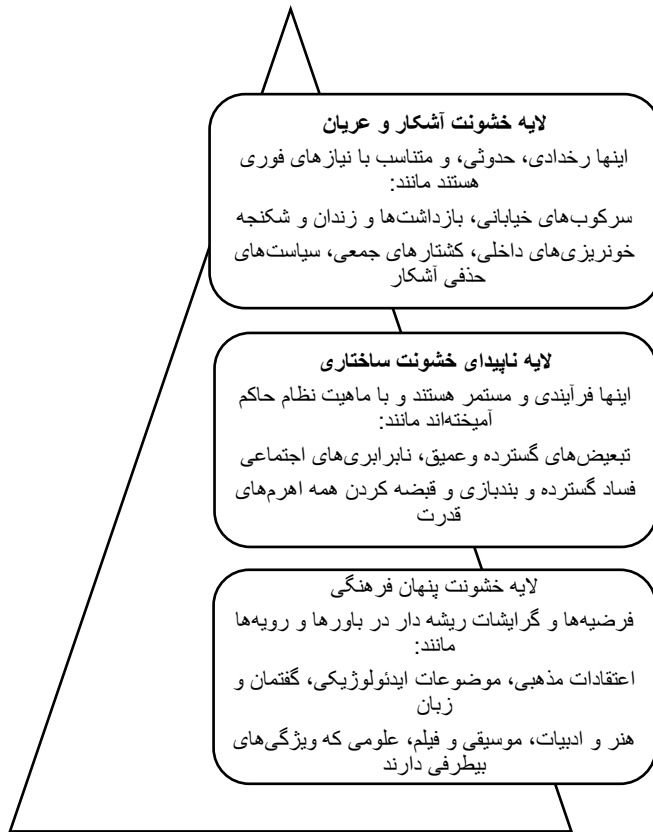 لایه خشونت آشکار و عریان
اینها رخدادی، حدوثی، و متناسب با نیازهای فوری
هستند مانند:
سرکوب‌های خیابانی، بازداشت‌ها و زندان و شکنجه
خونریزی‌های داخلی، کشتارهای جمعی، سیاست‌های
حذفی آشکار
لایه ناپیدای خشونت ساختاری
اینها فرآیندی و مستمر هستند و با ماهیت نظام حاکم
آمیخته‌اند مانند:
تبعیض‌های گسترده وعمیق، نابرابری‌های اجتماعی
فساد گسترده و بندبازی و قبضه کردن همه اهرم‌های
قدرت
لایه خشونت پنهان فرهنگی
فرضیه‌ها و گرایشات ریشه دار در باورها و رویه‌ها
مانند:
اعتقادات مذهبی، موضوعات ایدئولوژیکی، گفتمان و
زبان
هنر و ادبیات، موسیقی و فیلم، علومی که ویژگی‌های
بیطرفی دارند